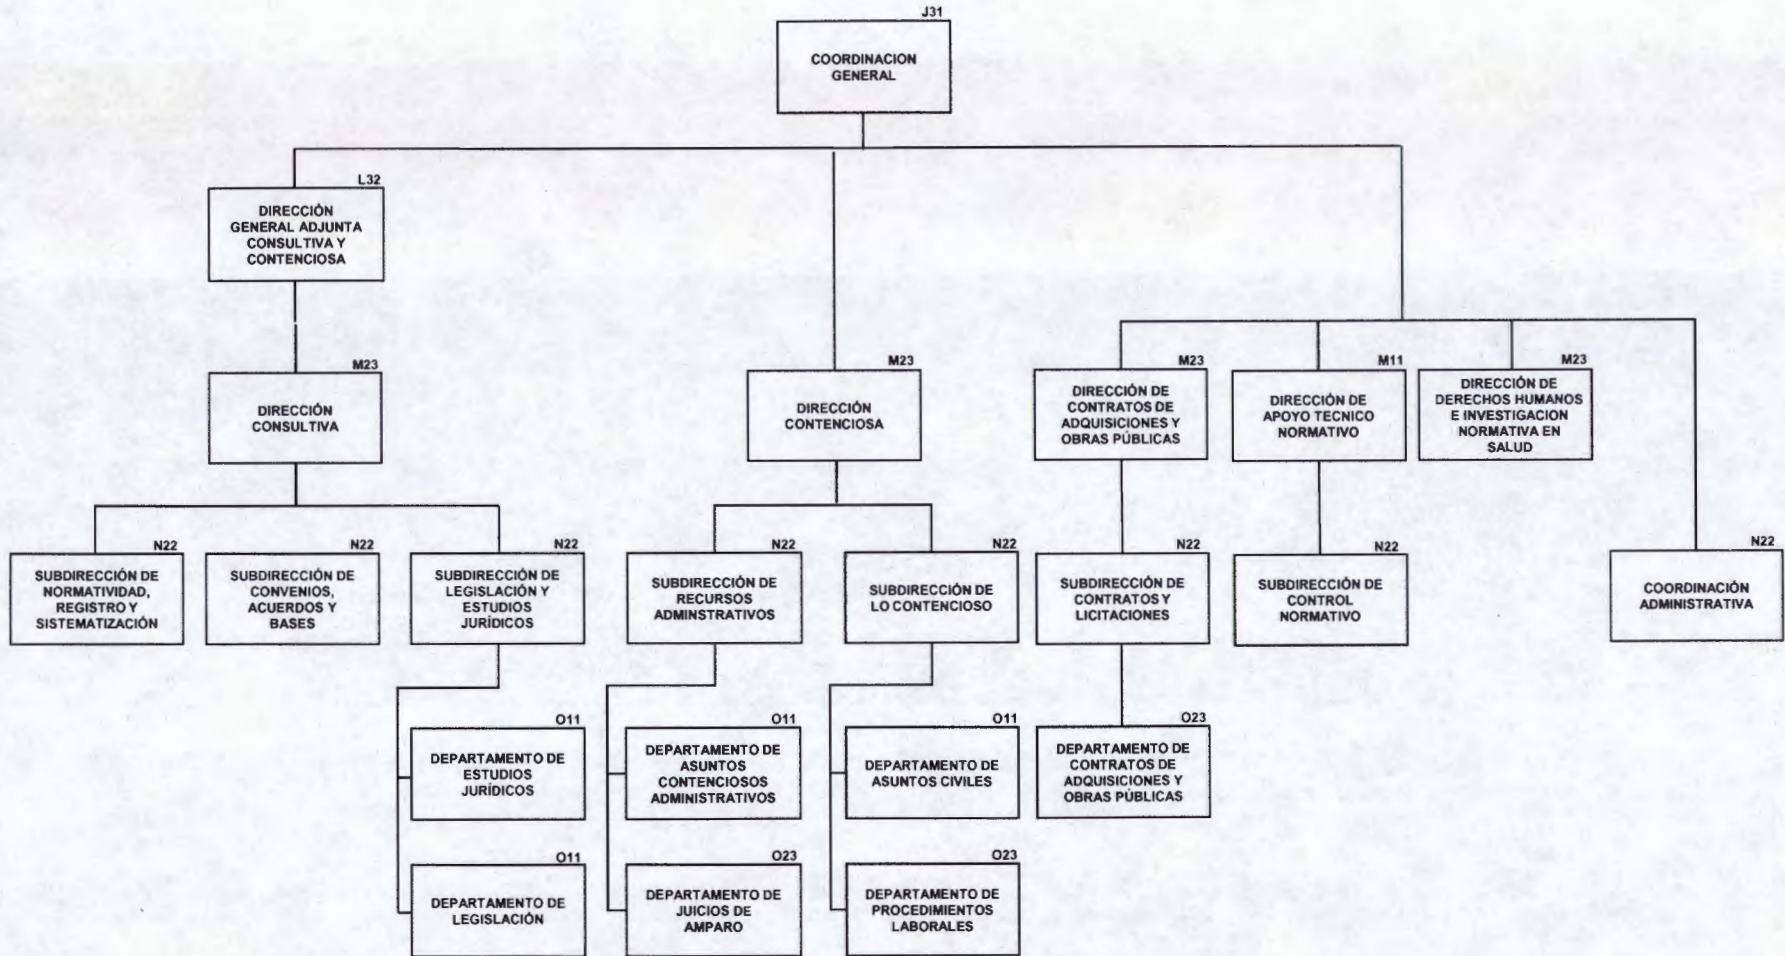 J31
COORDINACION
GENERAL
L32
DIRECCIÓN
GENERAL ADJUNTA
CONSULTIVA Y
CONTENCIOSA
M23
DIRECCIÓN
CONSULTIVA
M23
DIRECCIÓN
CONTENCIOSA
M23
DIRECCIÓN DE
CONTRATOS DE
ADQUISICIONES Y
OBRAS PÚBLICAS
M11
DIRECCIÓN DE
APOYO TECNICO
NORMATIVO
M23
DIRECCIÓN DE
DERECHOS HUMANOS
E INVESTIGACION
NORMATIVA EN
SALUD
N22
SUBDIRECCIÓN DE
NORMATIVIDAD,
REGISTRO Y
SISTEMATIZACIÓN
N22
SUBDIRECCIÓN DE
CONVENIOS,
ACUERDOS Y
BASES
N22
SUBDIRECCIÓN DE
LEGISLACIÓN Y
ESTUDIOS
JURÍDICOS
N22
SUBDIRECCIÓN DE
RECURSOS
ADMINSTRATIVOS
N22
SUBDIRECCIÓN DE
LO CONTENCIOSO
N22
SUBDIRECCIÓN DE
CONTRATOS Y
LICITACIONES
N22
SUBDIRECCIÓN DE
CONTROL
NORMATIVO
N22
COORDINACIÓN
ADMINISTRATIVA
O11
DEPARTAMENTO DE
ESTUDIOS
JURÍDICOS
O11
DEPARTAMENTO DE
ASUNTOS
CONTENCIOSOS
ADMINISTRATIVOS
O11
DEPARTAMENTO DE
ASUNTOS CIVILES
O23
DEPARTAMENTO DE
CONTRATOS DE
ADQUISICIONES Y
OBRAS PÚBLICAS
O11
DEPARTAMENTO DE
LEGISLACIÓN
O23
DEPARTAMENTO DE
JUICIOS DE
AMPARO
O23
DEPARTAMENTO DE
PROCEDIMIENTOS
LABORALES